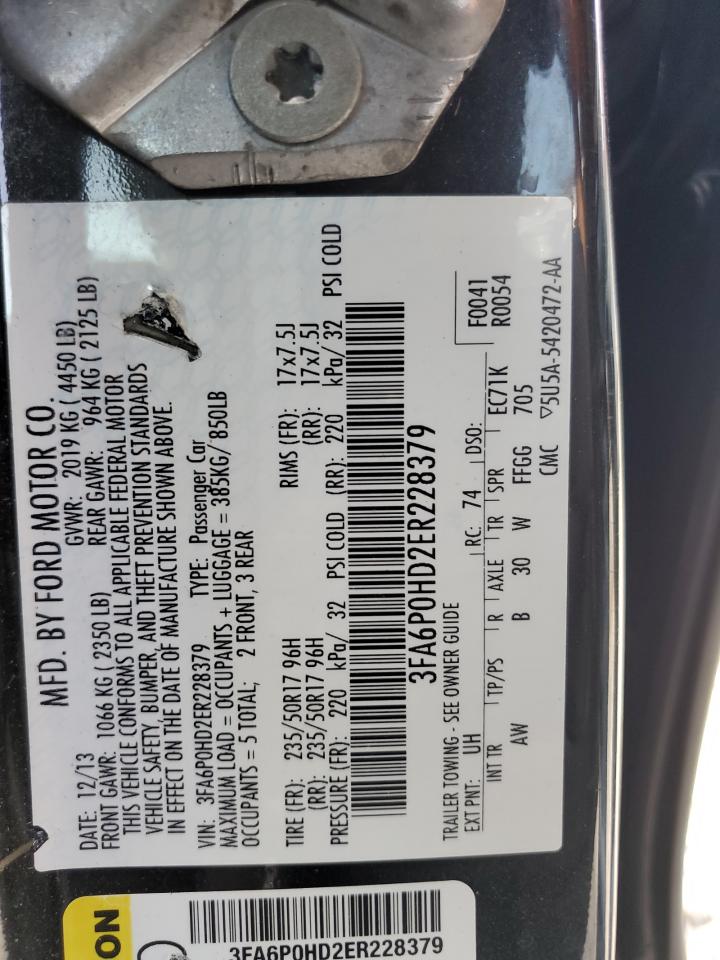 MFD. BY FORD MOTOR CO.
DATE: 12/13 GVWR: 2019 KG ( 4450 LB)
FRONT GAWR: 1066 KG ( 2350 LB) REAR GAWR: 964 KG ( 2125 LB)
THIS VEHICLE CONFORMS TO ALL APPLICABLE FEDERAL MOTOR
VEHICLE SAFETY, BUMPER, AND THEFT PREVENTION STANDARDS
IN EFFECT ON THE DATE OF MANUFACTURE SHOWN ABOVE.
VIN: 3FA6P0HD2ER228379 TYPE: Passenger Car
MAXIMUM LOAD = OCCUPANTS + LUGGAGE = 385KG/ 850LB
OCCUPANTS = 5 TOTAL; 2 FRONT, 3 REAR
TIRE (FR): 235/50R17 96H RIMS (FR): 17x7.5J
(RR): 235/50R17 96H (RR): 17x7.5J
PRESSURE (FR): 220 kPa/ 32 PSI COLD (RR): 220 kPa/ 32 PSI COLD
3FA6P0HD2ER228379
TRAILER TOWING - SEE OWNER GUIDE F0041
EXT PNT: UH RC: 74 DSO: R0054
INT TR TP/PS R AXLE TR SPR EC71K
AW B 30 W FFGG 705
CMC ▽5U5A-5420472-AA
ON
3FA6P0HD2ER228379